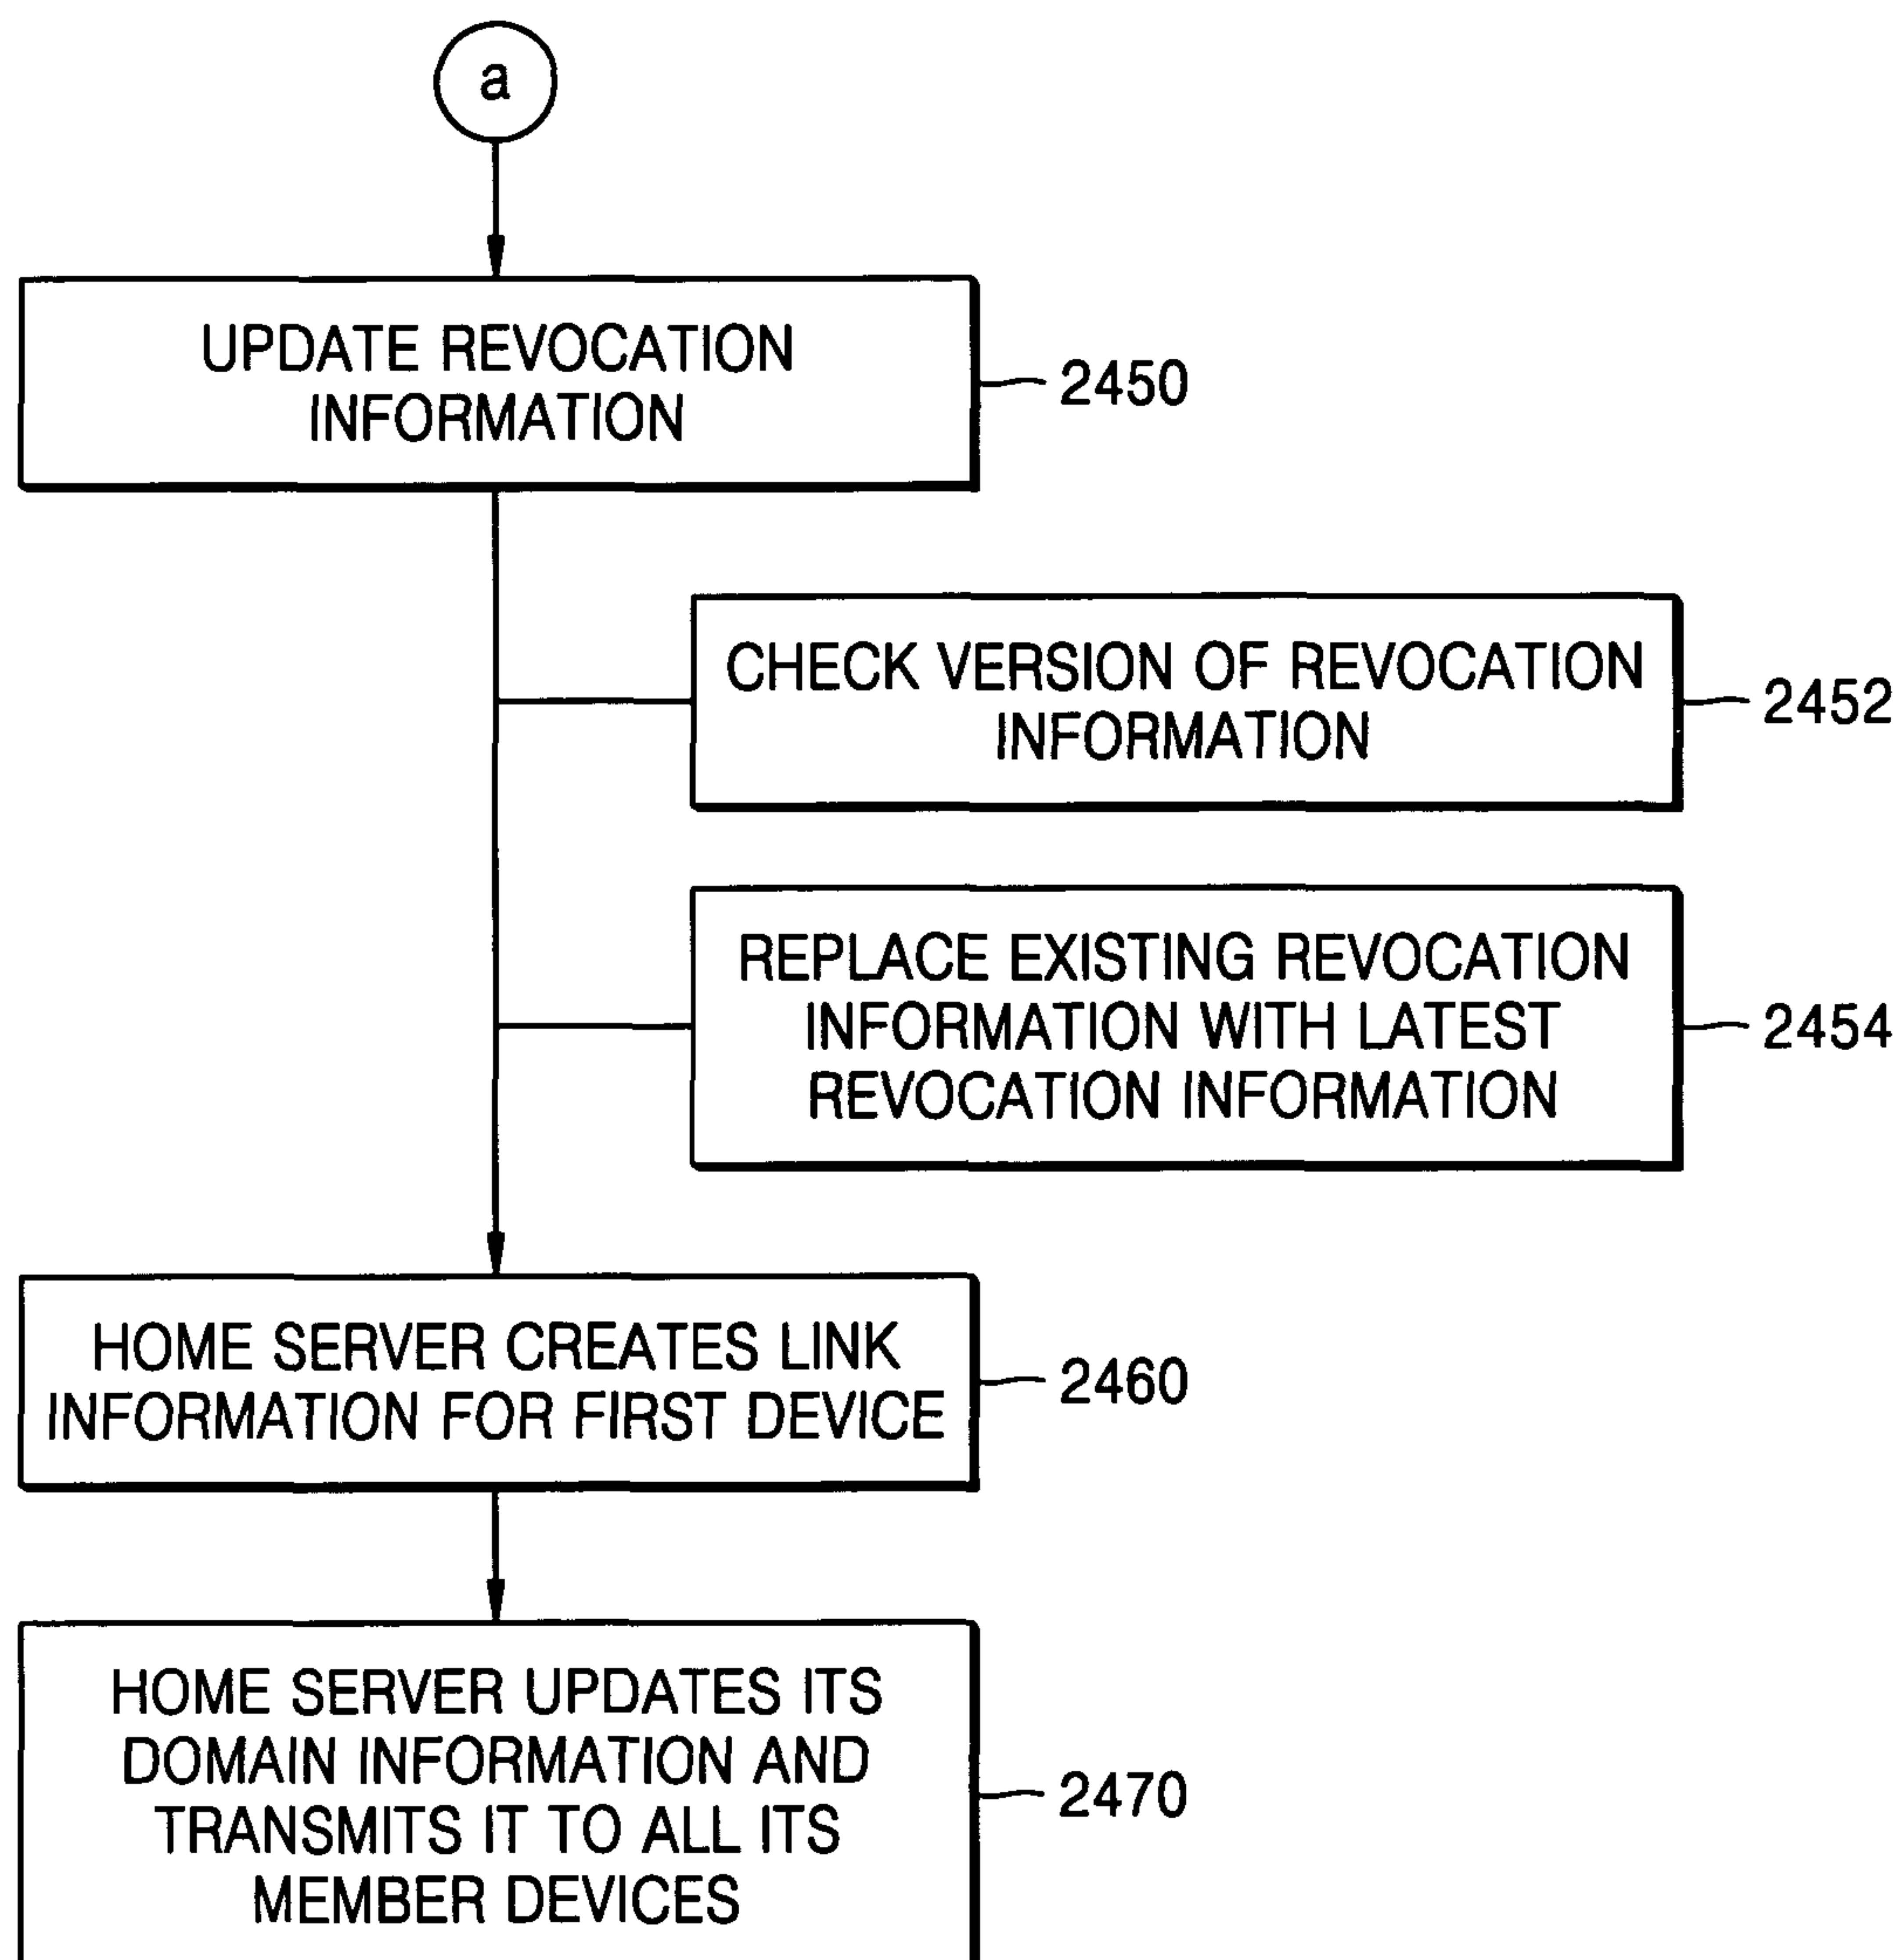 a
UPDATE REVOCATION
INFORMATION
2450
CHECK VERSION OF REVOCATION
INFORMATION
2452
REPLACE EXISTING REVOCATION
INFORMATION WITH LATEST
REVOCATION INFORMATION
2454
HOME SERVER CREATES LINK
INFORMATION FOR FIRST DEVICE
2460
HOME SERVER UPDATES ITS
DOMAIN INFORMATION AND
TRANSMITS IT TO ALL ITS
MEMBER DEVICES
2470